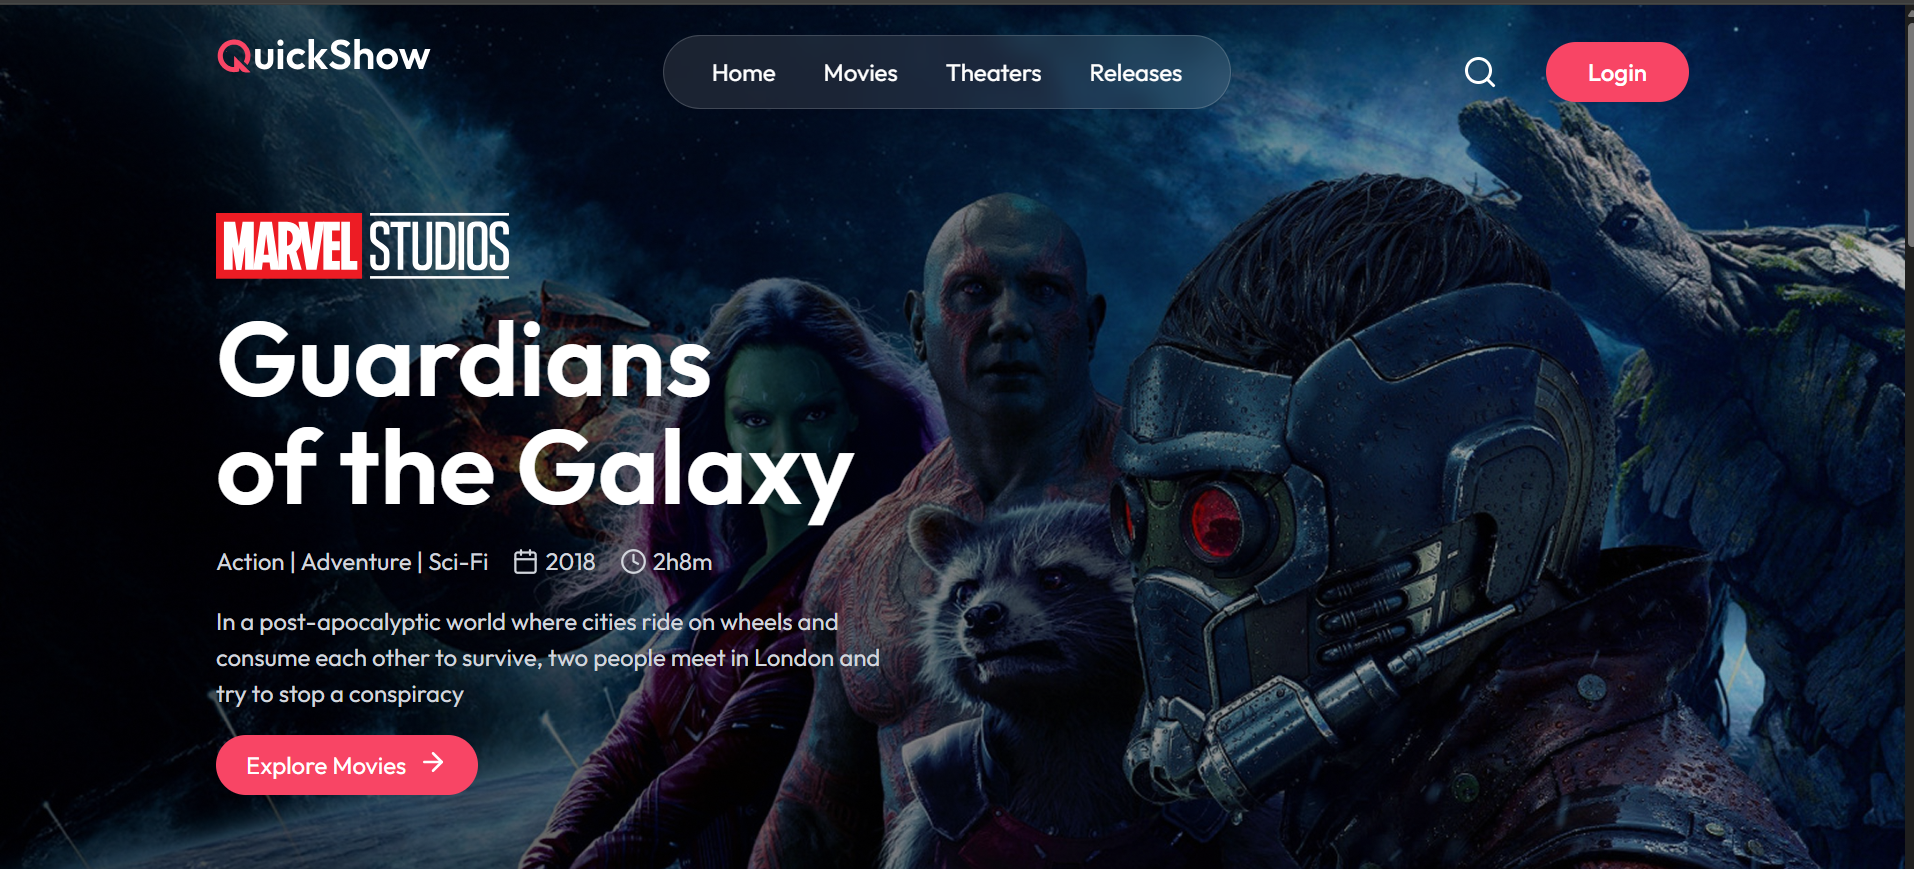 QuickShow
Home Movies Theaters Releases
Login
MARVEL STUDIOS
Guardians
of the Galaxy
Action | Adventure | Sci-Fi 2018 2h8m
In a post-apocalyptic world where cities ride on wheels and
consume each other to survive, two people meet in London and
try to stop a conspiracy
Explore Movies →